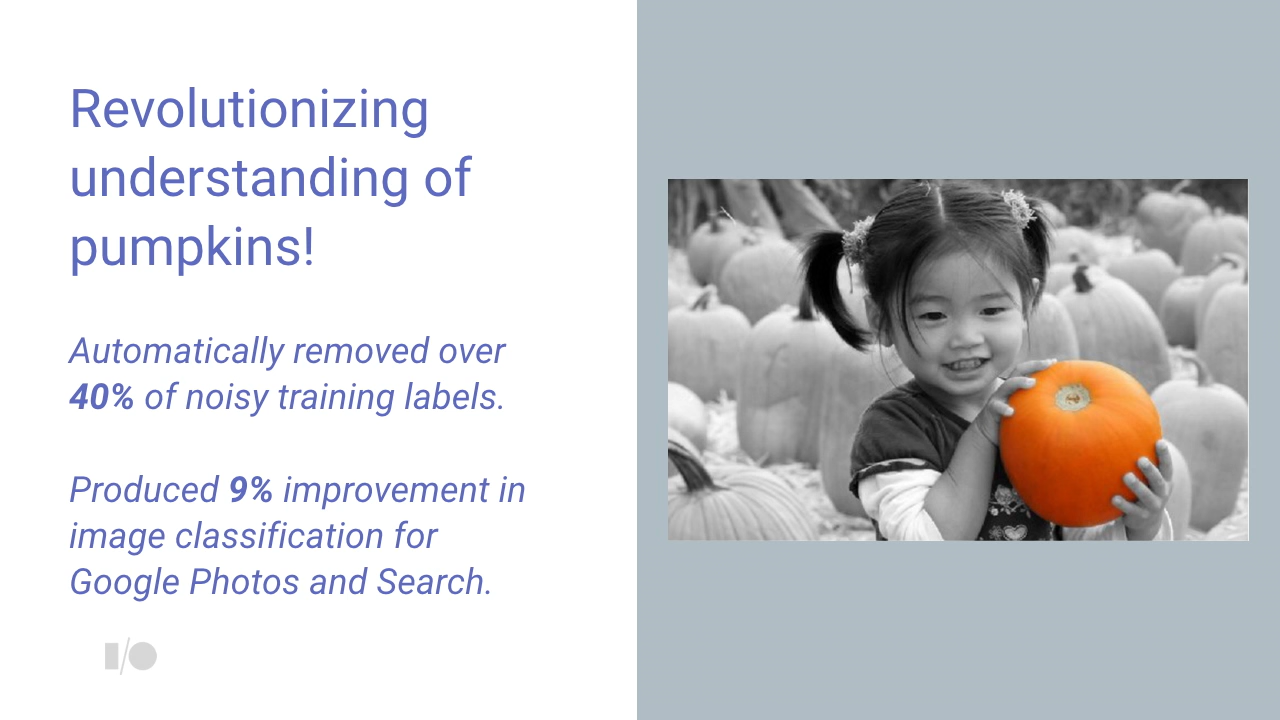 Revolutionizing
understanding of
pumpkins!
Automatically removed over
40% of noisy training labels.
Produced 9% improvement in
image classification for
Google Photos and Search.
I/O